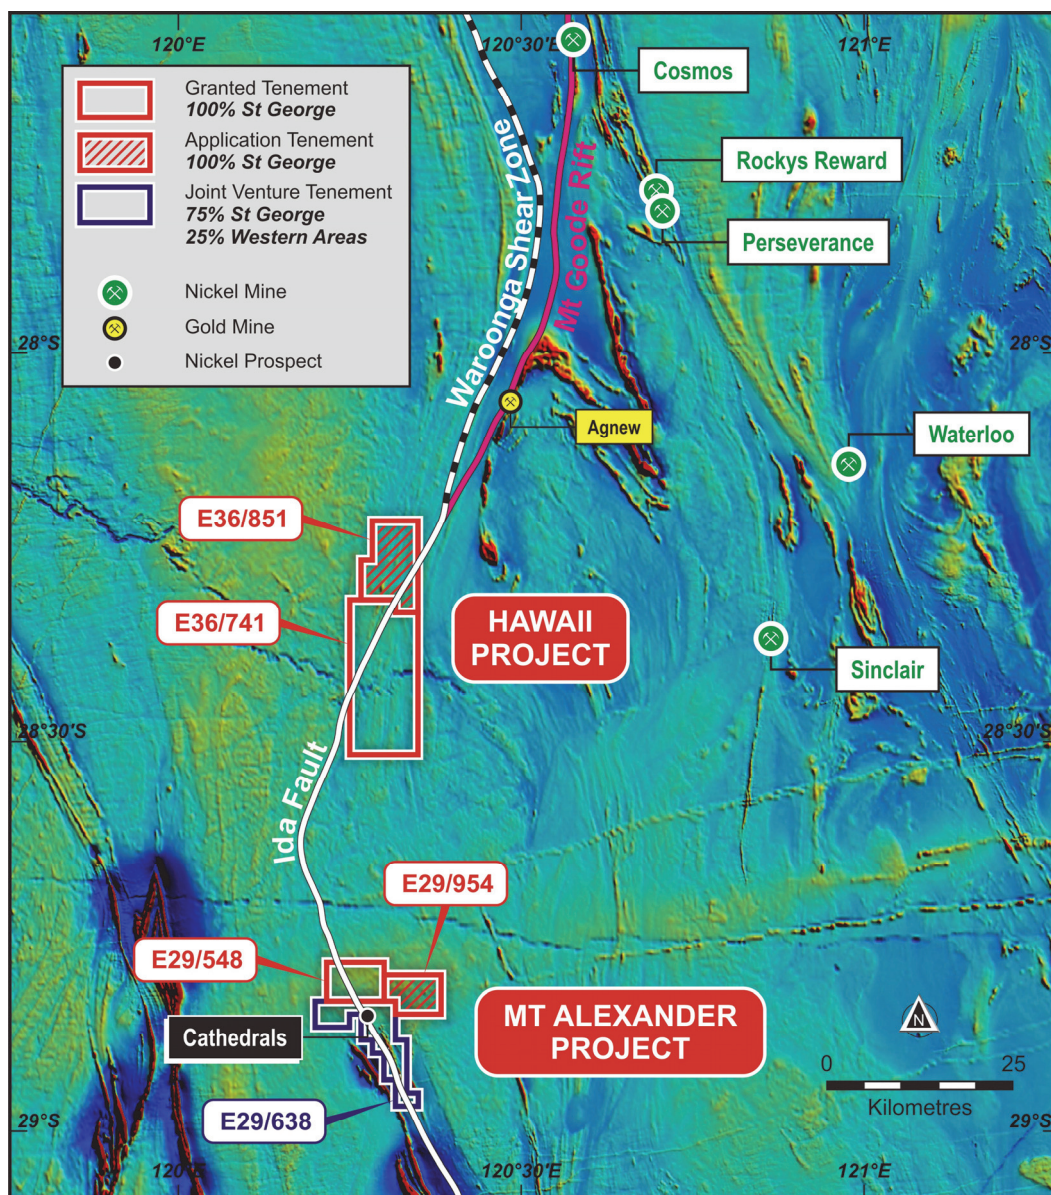 120°E
120°30'E
121°E
Cosmos
Granted Tenement
100% St George
Application Tenement
100% St George
Joint Venture Tenement
75% St George
25% Western Areas
Nickel Mine
Gold Mine
Nickel Prospect
Waroonga Shear Zone
Mt Goode Rift
Rockys Reward
Perseverance
28°S
28°S
Agnew
Waterloo
E36/851
E36/741
HAWAII
PROJECT
Sinclair
28°30'S
28°30'S
Ida Fault
E29/954
E29/548
MT ALEXANDER
PROJECT
Cathedrals
N
0 25
Kilometres
E29/638
29°S
29°S
120°E
120°30'E
121°E